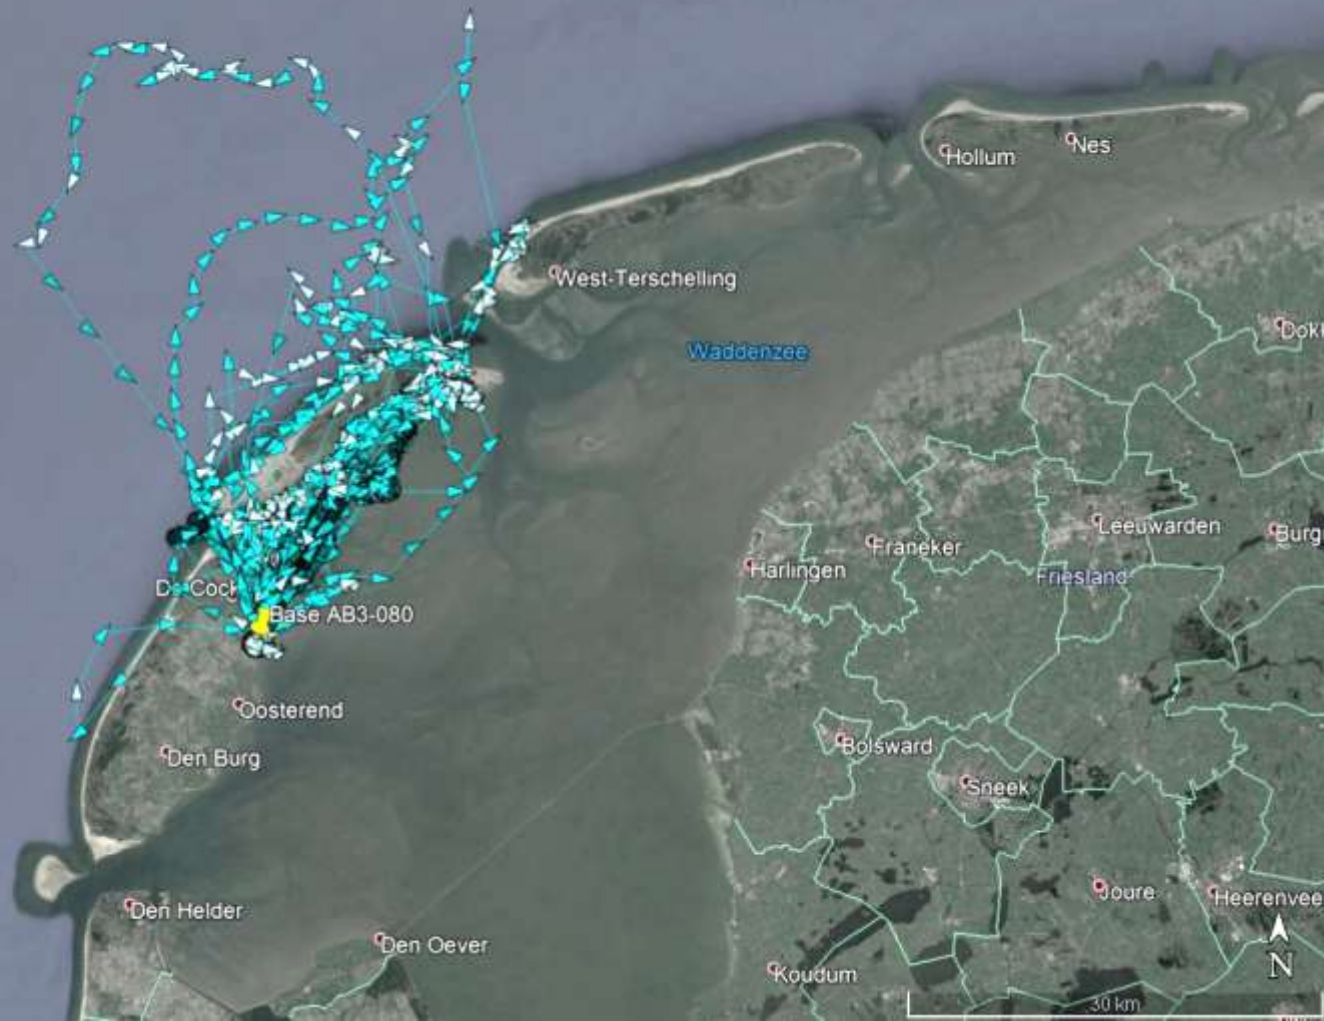 Hollum
Nes
West-Terschelling
Waddenzee
Leeuwarden
Franeker
Harlingen
Friesland
Base AB3-080
Oosterend
Den Burg
Bolsward
Sneek
Joure
Heerenvee
Den Helder
Den Oever
Koudum
N
30 km